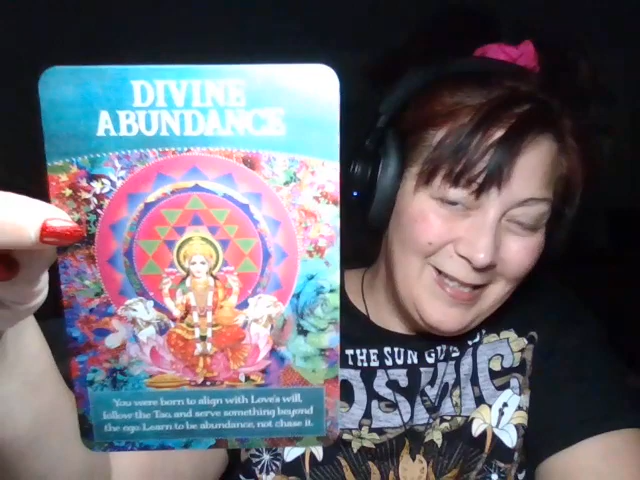 DIVINE
ABUNDANCE
You were born to align with Love's will,
follow the Tao, and serve something beyond
the ego. Learn to be abundance, not chase it.
THE SUN
OSMIC